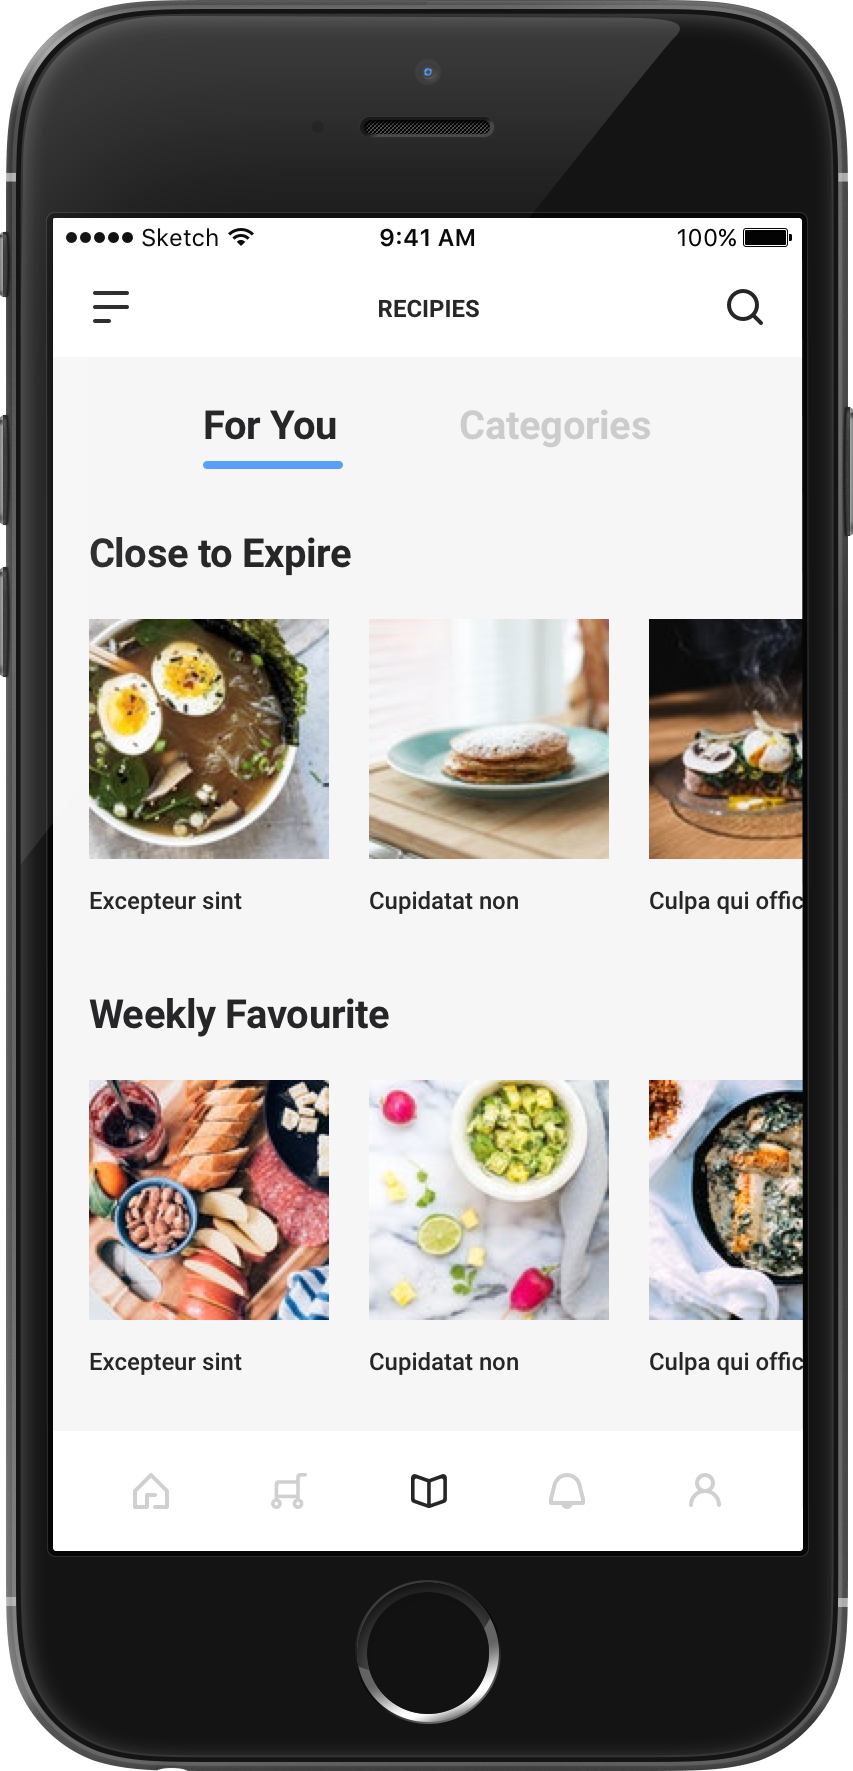 Sketch 9:41 AM 100%
RECIPIES
For You Categories
Close to Expire
Excepteur sint Cupidatat non Culpa qui offic
Weekly Favourite
Excepteur sint Cupidatat non Culpa qui offic